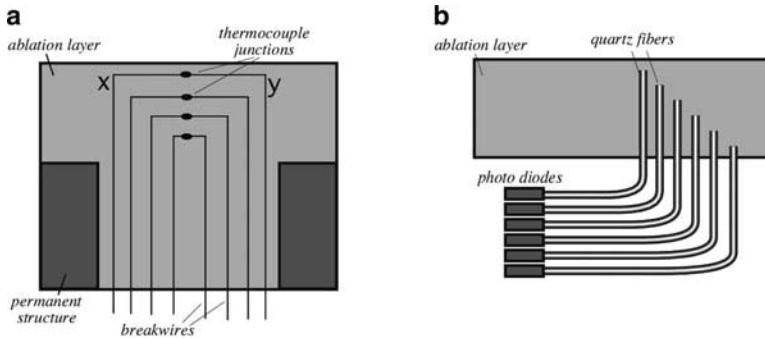 a
ablation layer
thermocouple
junctions
x
y
permanent
structure
breakwires
b
ablation layer
quartz fibers
photo diodes